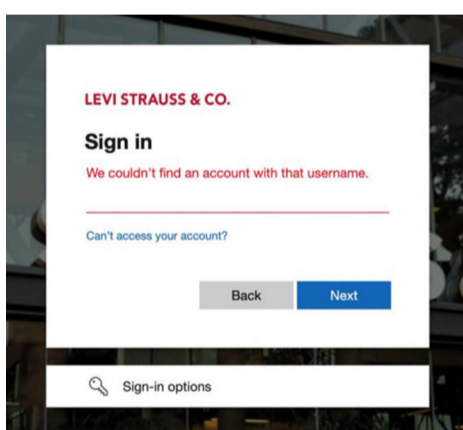 LEVI STRAUSS & CO.
Sign in
We couldn't find an account with that username.
Can't access your account?
Back Next
Sign-in options